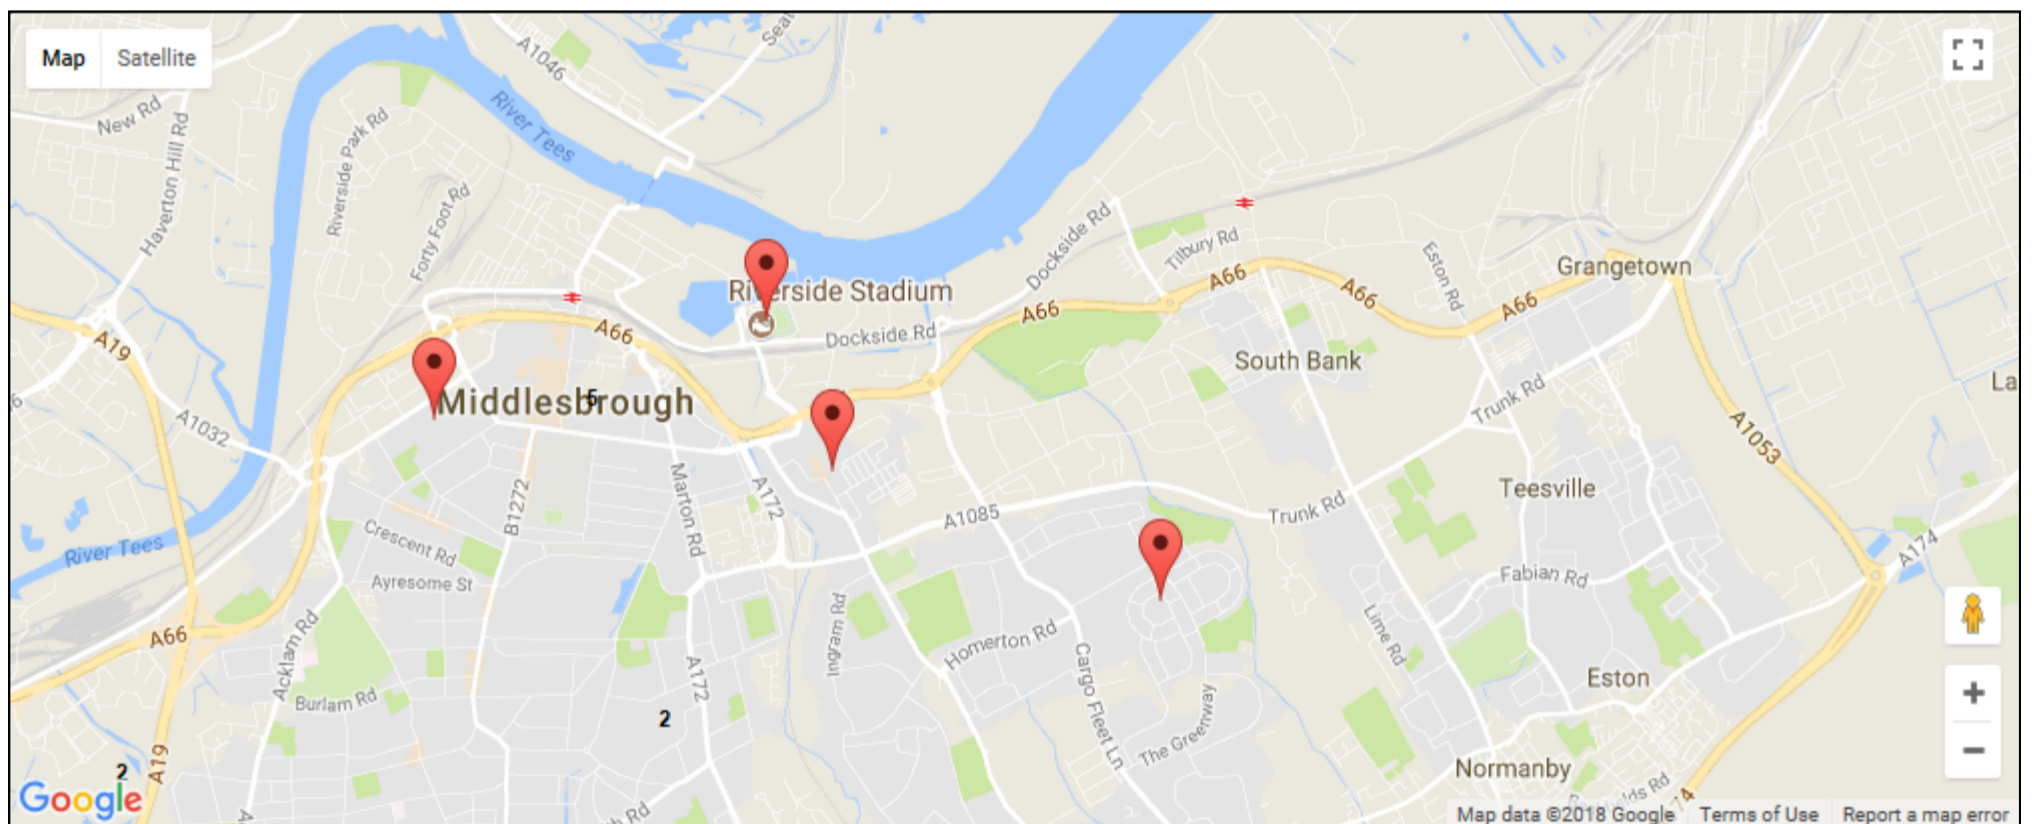 Map Satellite
A1046
Seat
New Rd
Haverton Hill Rd
Riverside Park Rd
River Tees
Forty Foot Rd
Dockside Rd
Tilbury Rd
Eston Rd
Grangetown
Riverside Stadium
A66
A66
A66
A66
A66
Dockside Rd
A19
South Bank
La
Middlesbrough
5
6
A1032
Trunk Rd
A1053
Marton Rd
A172
B1272
A1085
Trunk Rd
Teesville
Crescent Rd
River Tees
A174
Ayresome St
Fabian Rd
A66
Acklam Rd
Ingram Rd
Homerton Rd
Lime Rd
Cargo Fleet Ln
A172
Burlam Rd
The Greenway
Eston
2
2
A19
Normanby
Google
Map data ©2018 Google Terms of Use Report a map error